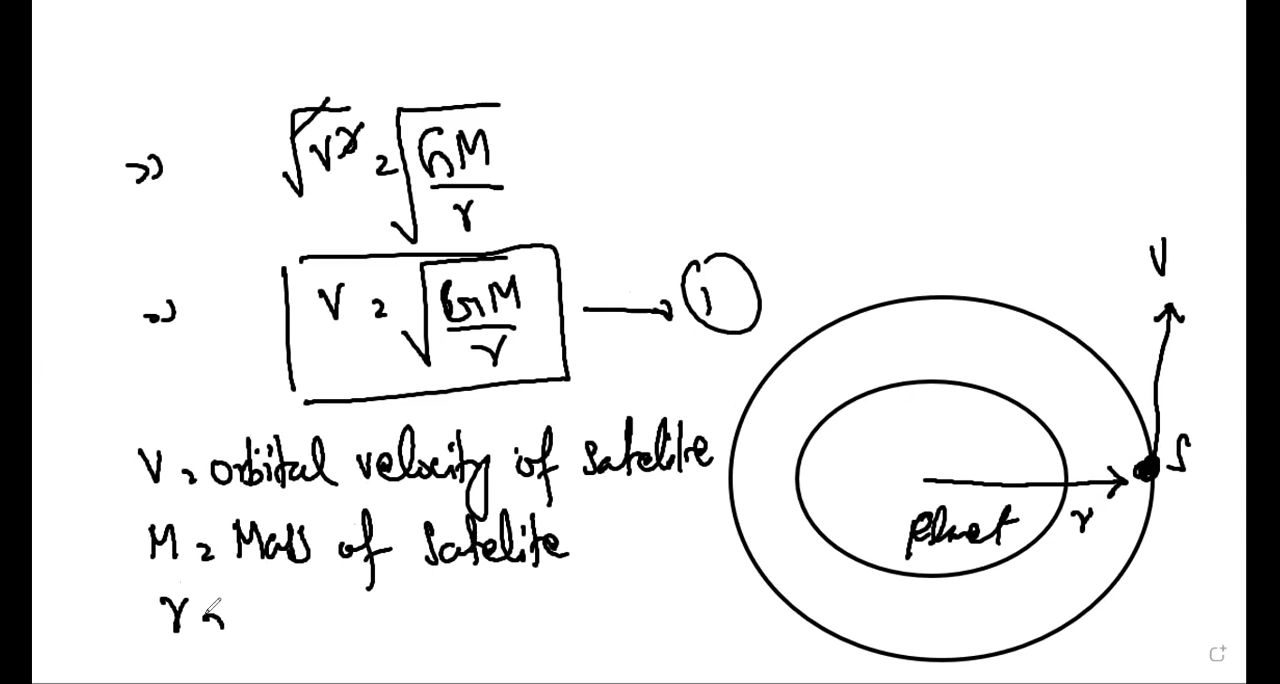 => √v² = √GM/r
=> V = √GM/r → 1
V = orbital velocity of satelite
M = Mass of satelite
r =
V
S
r
planet